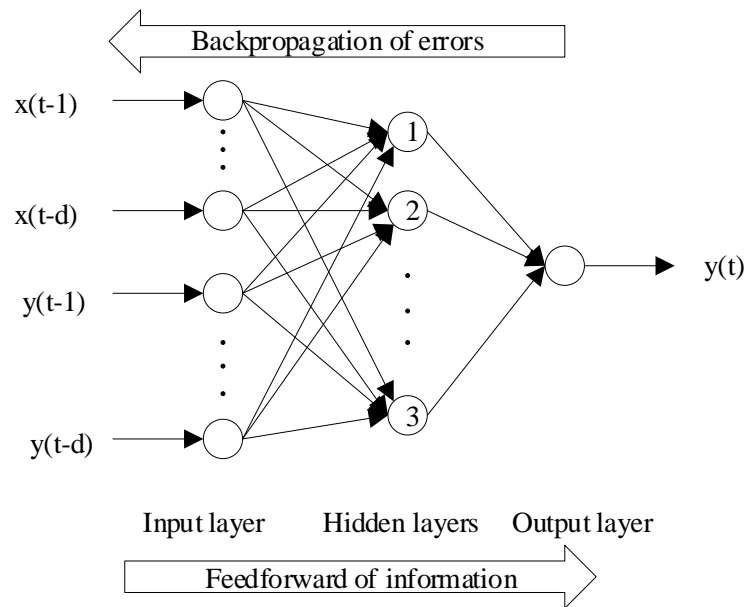 Backpropagation of errors
x(t-1)
1
x(t-d)
2
y(t)
y(t-1)
3
y(t-d)
Input layer
Hidden layers
Output layer
Feedforward of information